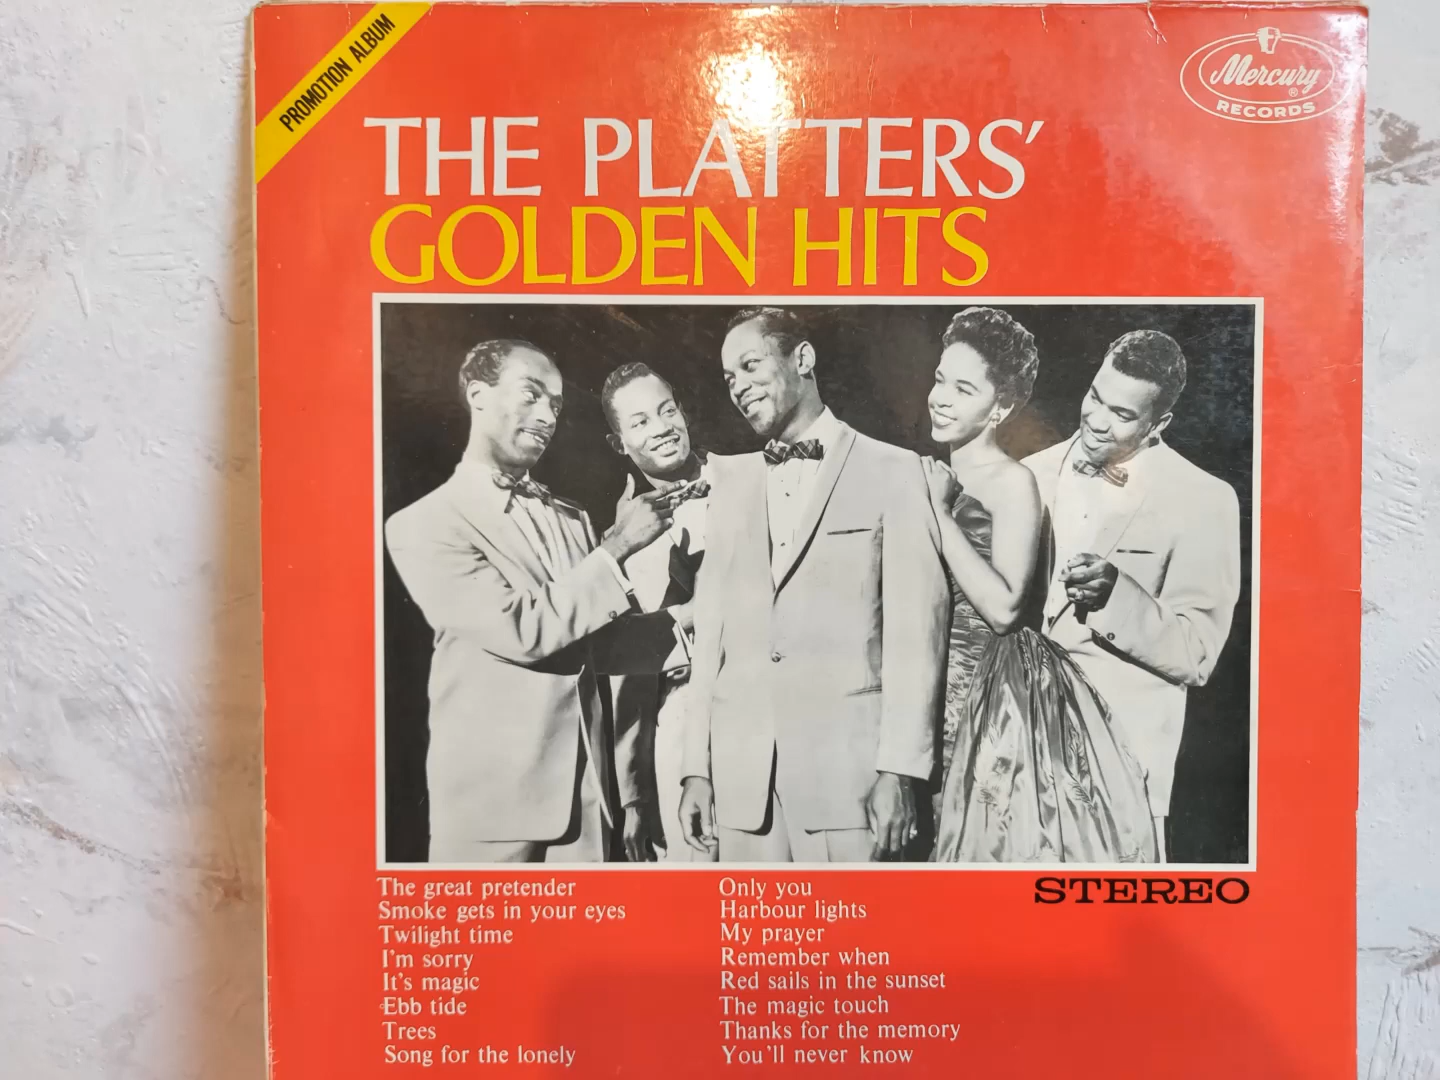 PROMOTION ALBUM
Mercury
®
RECORDS
THE PLATTERS'
GOLDEN HITS
The great pretender
Smoke gets in your eyes
Twilight time
I'm sorry
It's magic
Ebb tide
Trees
Song for the lonely
Only you
Harbour lights
My prayer
Remember when
Red sails in the sunset
The magic touch
Thanks for the memory
You'll never know
STEREO